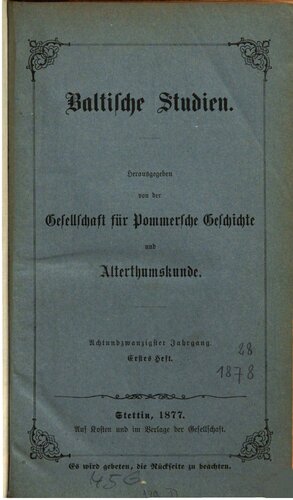 Baltische Studien.
Herausgegeben
von der
Gesellschaft für Pommersche Geschichte
und
Alterthumskunde.
Achtundzwanzigster Jahrgang.
Erstes Heft.
28
1878
Stettin, 1877.
Auf Kosten und im Verlage der Gesellschaft.
Es wird gebeten, die Rückseite zu beachten.